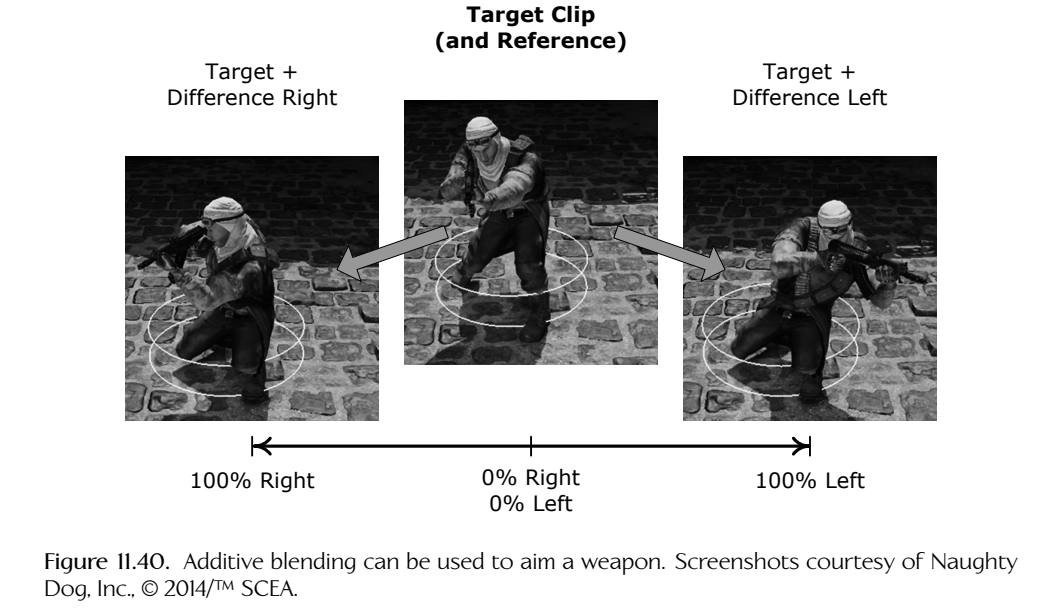 Target Clip
(and Reference)
Target +
Difference Right
Target +
Difference Left
100% Right
0% Right
0% Left
100% Left
Figure 11.40. Additive blending can be used to aim a weapon. Screenshots courtesy of Naughty
Dog, Inc., © 2014/™ SCEA.